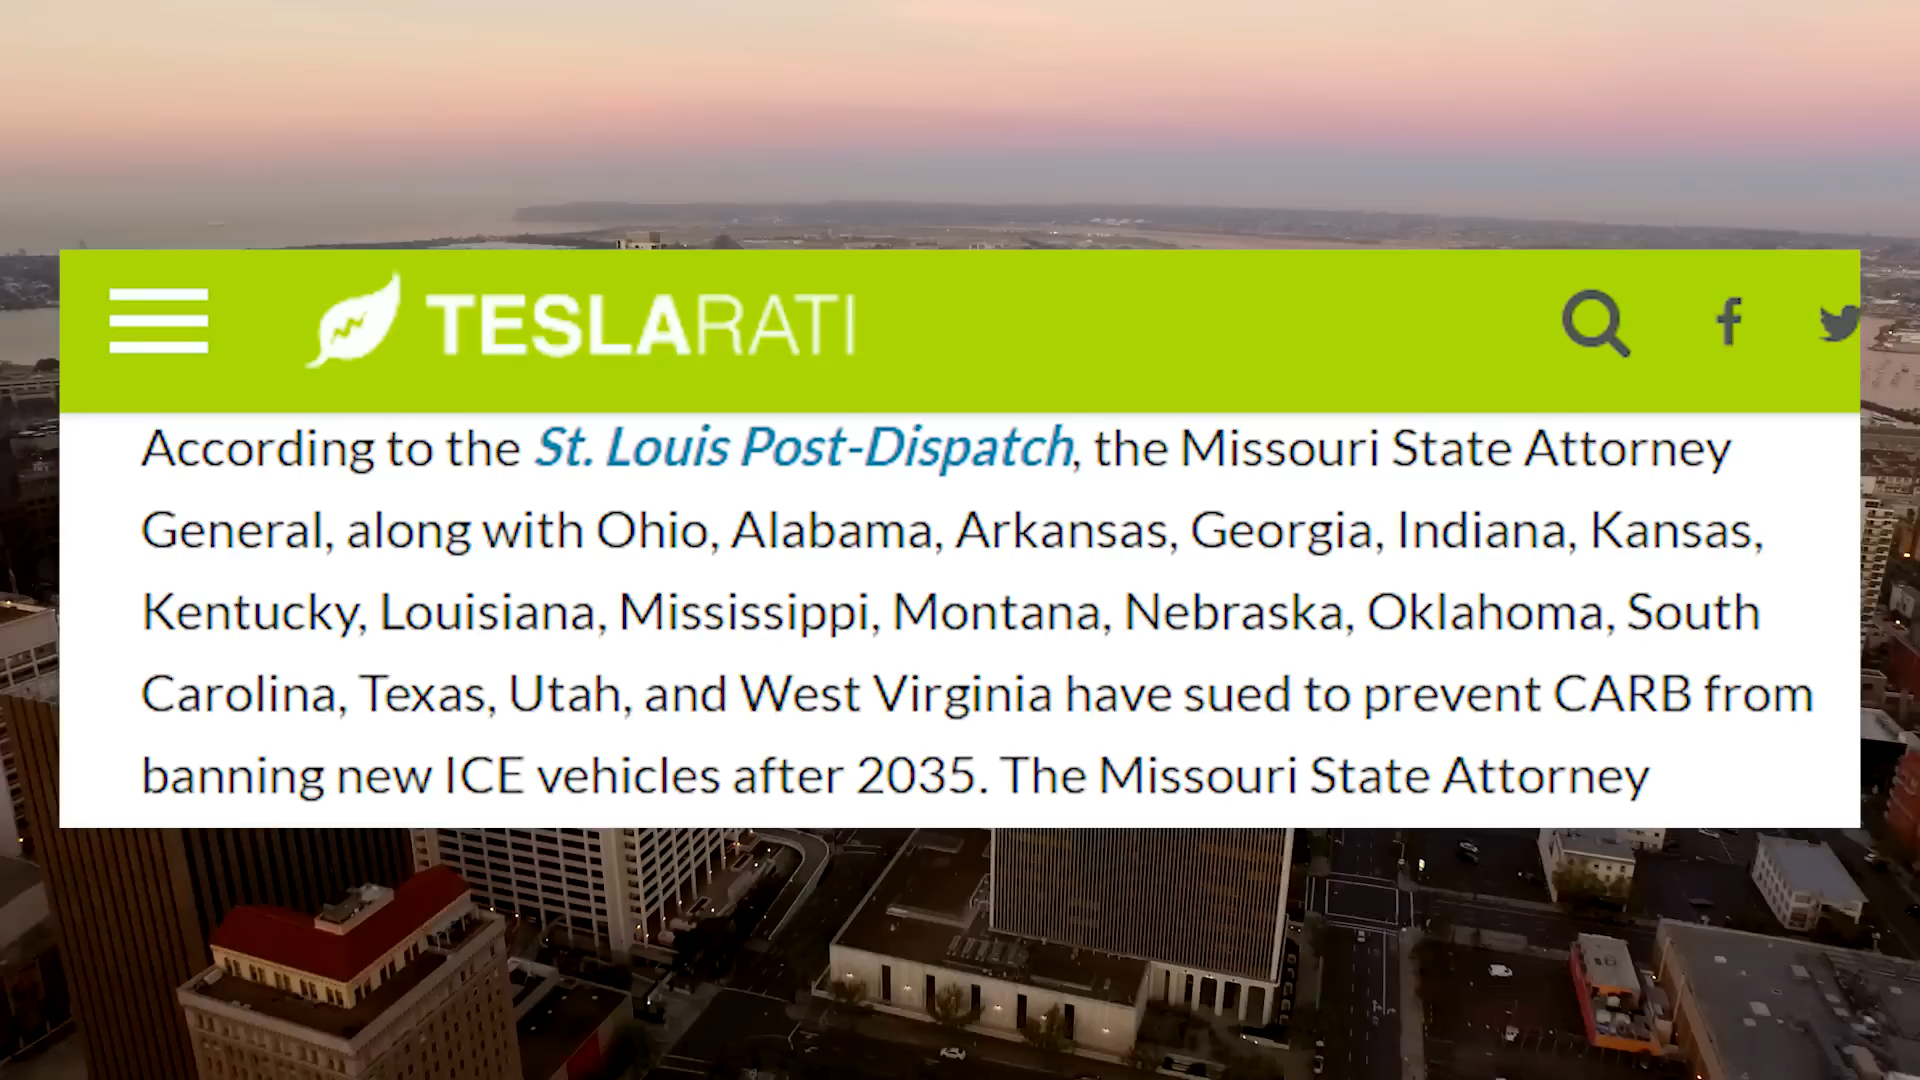 TESLARATI
According to the St. Louis Post-Dispatch, the Missouri State Attorney
General, along with Ohio, Alabama, Arkansas, Georgia, Indiana, Kansas,
Kentucky, Louisiana, Mississippi, Montana, Nebraska, Oklahoma, South
Carolina, Texas, Utah, and West Virginia have sued to prevent CARB from
banning new ICE vehicles after 2035. The Missouri State Attorney